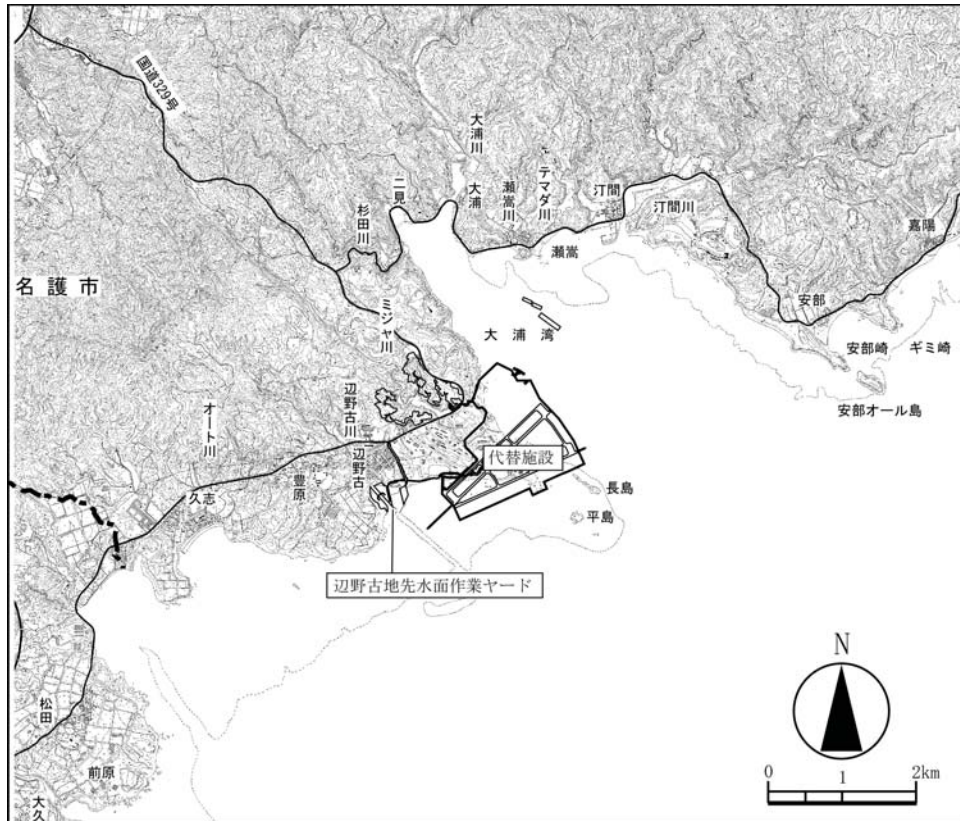 国道329号
大浦川
テマダ川
二見
大浦
瀬嵩川
汀間
杉田川
汀間川
嘉陽
瀬嵩
名護市
ミジャ川
大浦湾
安部
安部崎
ギミ崎
安部オール島
辺野古川
オート川
辺野古
代替施設
豊原
久志
長島
平島
辺野古地先水面作業ヤード
N
松田
前原
0 1 2km
大久